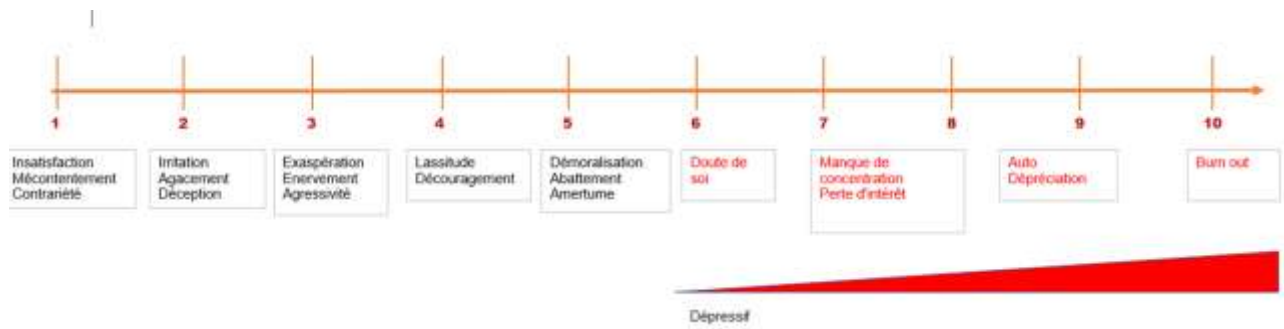 1 2 3 4 5 6 7 8 9 10
Insatisfaction
Mécontentement
Contrariété
Irritation
Agacement
Déception
Exaspération
Enervement
Agressivité
Lassitude
Découragement
Démoralisation
Abattement
Amertume
Doute de
soi
Manque de
concentration
Perte d'intérêt
Auto
Dépréciation
Burn out
Dépressif